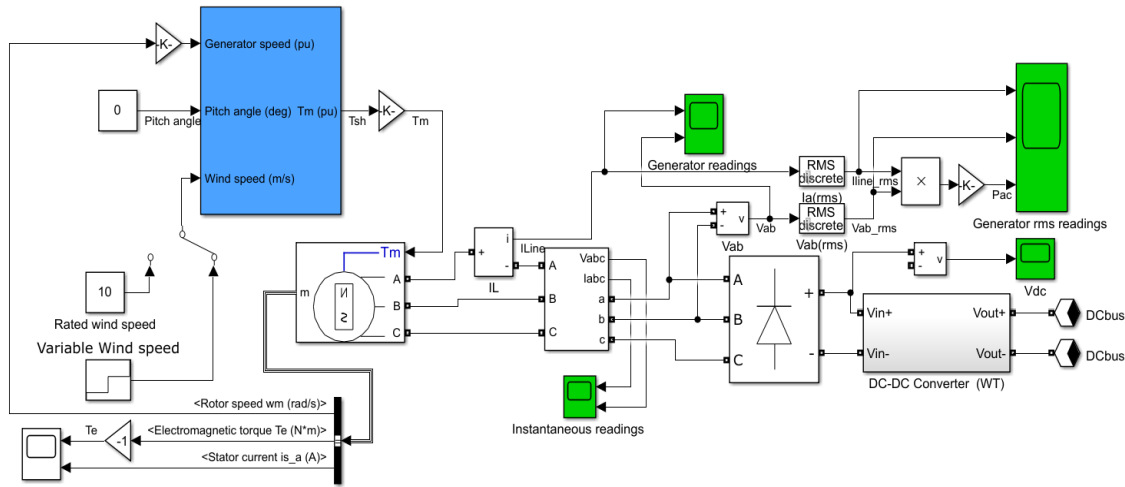 -K-
Generator speed (pu)
0
Pitch angle
Pitch angle (deg)
Tm (pu)
Tsh
-K-
Tm
Wind speed (m/s)
10
Rated wind speed
Variable Wind speed
Tm
m
N
S
A
B
C
+
-
i
ILine
IL
A
B
C
Vabc
Iabc
a
b
c
Generator readings
Instantaneous readings
+
-
v
Vab
Vab
RMS
discrete
Ia(rms)
Iline_rms
RMS
discrete
Vab(rms)
Vab_rms
×
-K-
Pac
Generator rms readings
A
B
C
+
-
+
-
v
Vdc
Vin+
Vin-
Vout+
Vout-
DC-DC Converter (WT)
DCbus
DCbus
<Rotor speed wm (rad/s)>
Te
-1
<Electromagnetic torque Te (N*m)>
<Stator current is_a (A)>